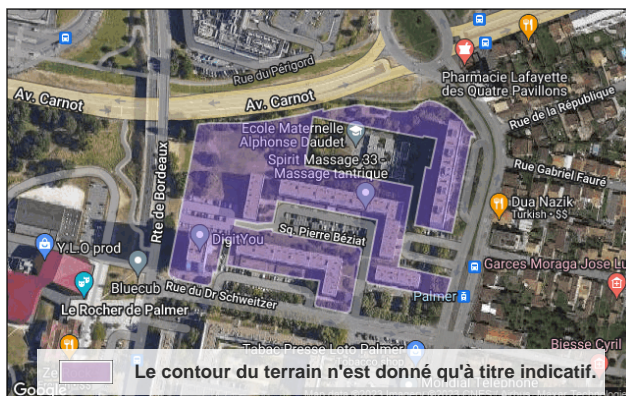 Rue du Périgord
Pharmacie Lafayette
des Quatre Pavillons
Av. Carnot
Av. Carnot
Rue de la République
Ecole Maternelle
Alphonse Daudet
Spirit Massage 33 -
Massage tantrique
Rue Gabriel Fauré
Rte de Bordeaux
Dua Nazik
Turkish · $$
DigitYou
Sq. Pierre Béziat
Y.L.O prod
Bluecub
Rue du Dr Schweitzer
Garces Moraga Jose Lu
Palmer
Le Rocher de Palmer
Tabac Presse Loto Palmer
Biesse Cyril
Le contour du terrain n'est donné qu'à titre indicatif.
Mondial Téléphone
Google